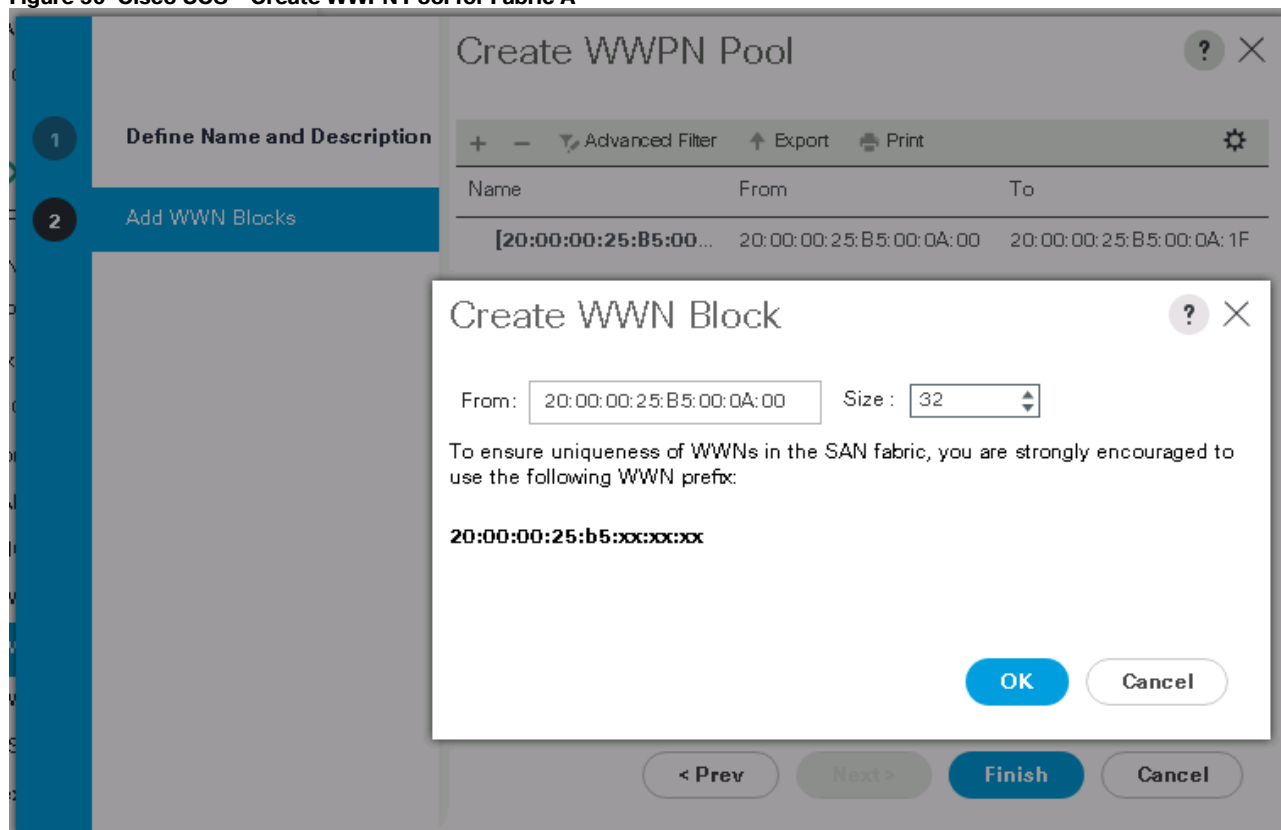 Create WWPN Pool
?
1 Define Name and Description
+ − Advanced Filter Export Print
Name From To
2 Add WWN Blocks
[20:00:00:25:B5:00... 20:00:00:25:B5:00:0A:00 20:00:00:25:B5:00:0A:1F
Create WWN Block
?
From: 20:00:00:25:B5:00:0A:00 Size : 32
To ensure uniqueness of WWNs in the SAN fabric, you are strongly encouraged to
use the following WWN prefix:
20:00:00:25:b5:xx:xx:xx
OK Cancel
< Prev Next > Finish Cancel